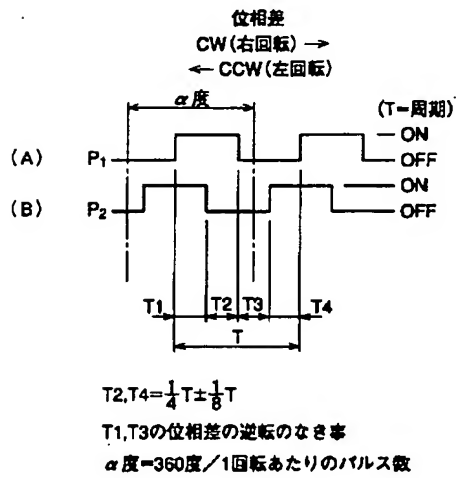 位相差
CW(右回転) →
← CCW(左回転)
α度
(T=周期)
ON
(A) P₁ OFF
ON
(B) P₂ OFF
T1 T2 T3 T4
T
T2,T4=1/4T±1/8T
T1,T3の位相差の逆転のなき事
α度=360度/1回転あたりのパルス数